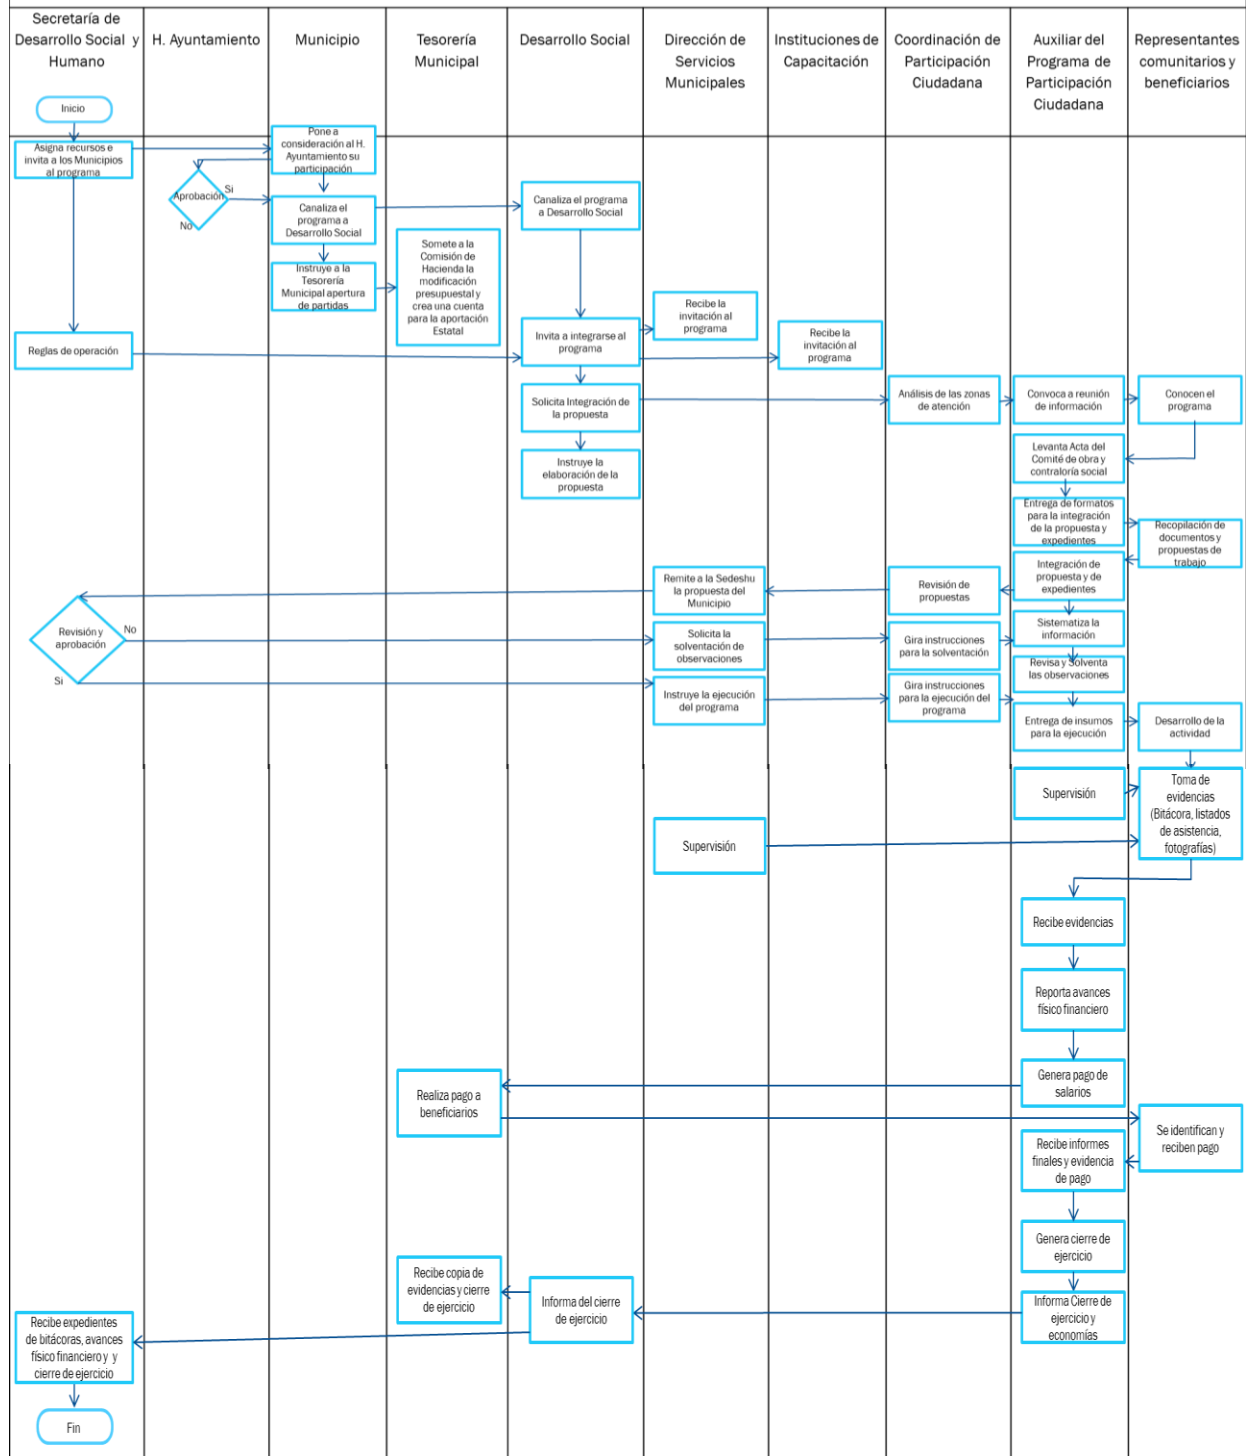 Secretaría de
Desarrollo Social y
Humano
H. Ayuntamiento
Municipio
Tesorería
Municipal
Desarrollo Social
Dirección de
Servicios
Municipales
Instituciones de
Capacitación
Coordinación de
Participación
Ciudadana
Auxiliar del
Programa de
Participación
Ciudadana
Representantes
comunitarios y
beneficiarios
Inicio
Asigna recursos e
invita a los Municipios
al programa
Pone a
consideración al H.
Ayuntamiento su
participación
Aprobación
Si
No
Canaliza el
programa a
Desarrollo Social
Canaliza el programa
a Desarrollo Social
Instruye a la
Tesorería
Municipal apertura
de partidas
Somete a la
Comisión de
Hacienda la
modificación
presupuestal y
crea una cuenta
para la aportación
Estatal
Recibe la
invitación al
programa
Reglas de operación
Invita a integrarse al
programa
Recibe la
invitación al
programa
Solicita Integración de
la propuesta
Análisis de las zonas
de atención
Convoca a reunión
de información
Conocen el
programa
Instruye la
elaboración de la
propuesta
Levanta Acta del
Comité de obra y
contraloría social
Entrega de formatos
para la integración
de la propuesta y
expedientes
Recopilación de
documentos y
propuestas de
trabajo
Integración de
propuesta y de
expedientes
Revisión de
propuestas
Remite a la Sedeshu
la propuesta del
Municipio
Revisión y
aprobación
No
Si
Solicita la
solventación de
observaciones
Gira instrucciones
para la solventación
Sistematiza la
información
Revisa y Solventa
las observaciones
Instruye la ejecución
del programa
Gira instrucciones
para la ejecución del
programa
Entrega de insumos
para la ejecución
Desarrollo de la
actividad
Supervisión
Toma de
evidencias
(Bitácora, listados
de asistencia,
fotografías)
Supervisión
Recibe evidencias
Reporta avances
físico financiero
Genera pago de
salarios
Realiza pago a
beneficiarios
Se identifican y
reciben pago
Recibe informes
finales y evidencia
de pago
Genera cierre de
ejercicio
Informa Cierre de
ejercicio y
economías
Informa del cierre
de ejercicio
Recibe copia de
evidencias y cierre
de ejercicio
Recibe expedientes
de bitácoras, avances
físico financiero y y
cierre de ejercicio
Fin